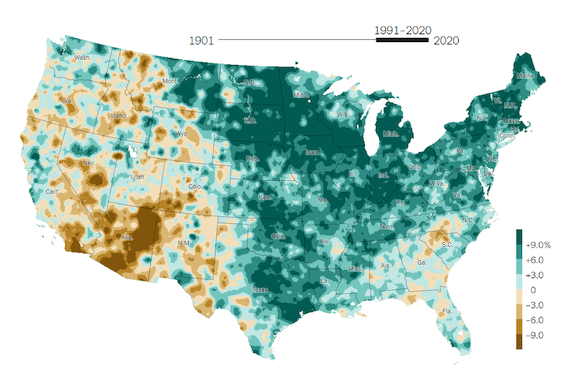 1991–2020
1901
2020
Wash.
Mont.
N.D.
Minn.
Maine
Ore.
Idaho
Wis.
Vt.
N.H.
N.Y.
Mass.
Conn.
Mich.
Wyo.
Neb.
Iowa
Pa.
Nev.
Utah
Colo.
Ill.
Ind.
Ohio
W.Va.
Va.
Calif.
Kan.
Mo.
Ky.
Ariz.
N.M.
Okla.
Ark.
Tenn.
N.C.
S.C.
Texas
La.
Miss.
Ala.
Ga.
Fla.
+9.0%
+6.0
+3.0
0
−3.0
−6.0
−9.0